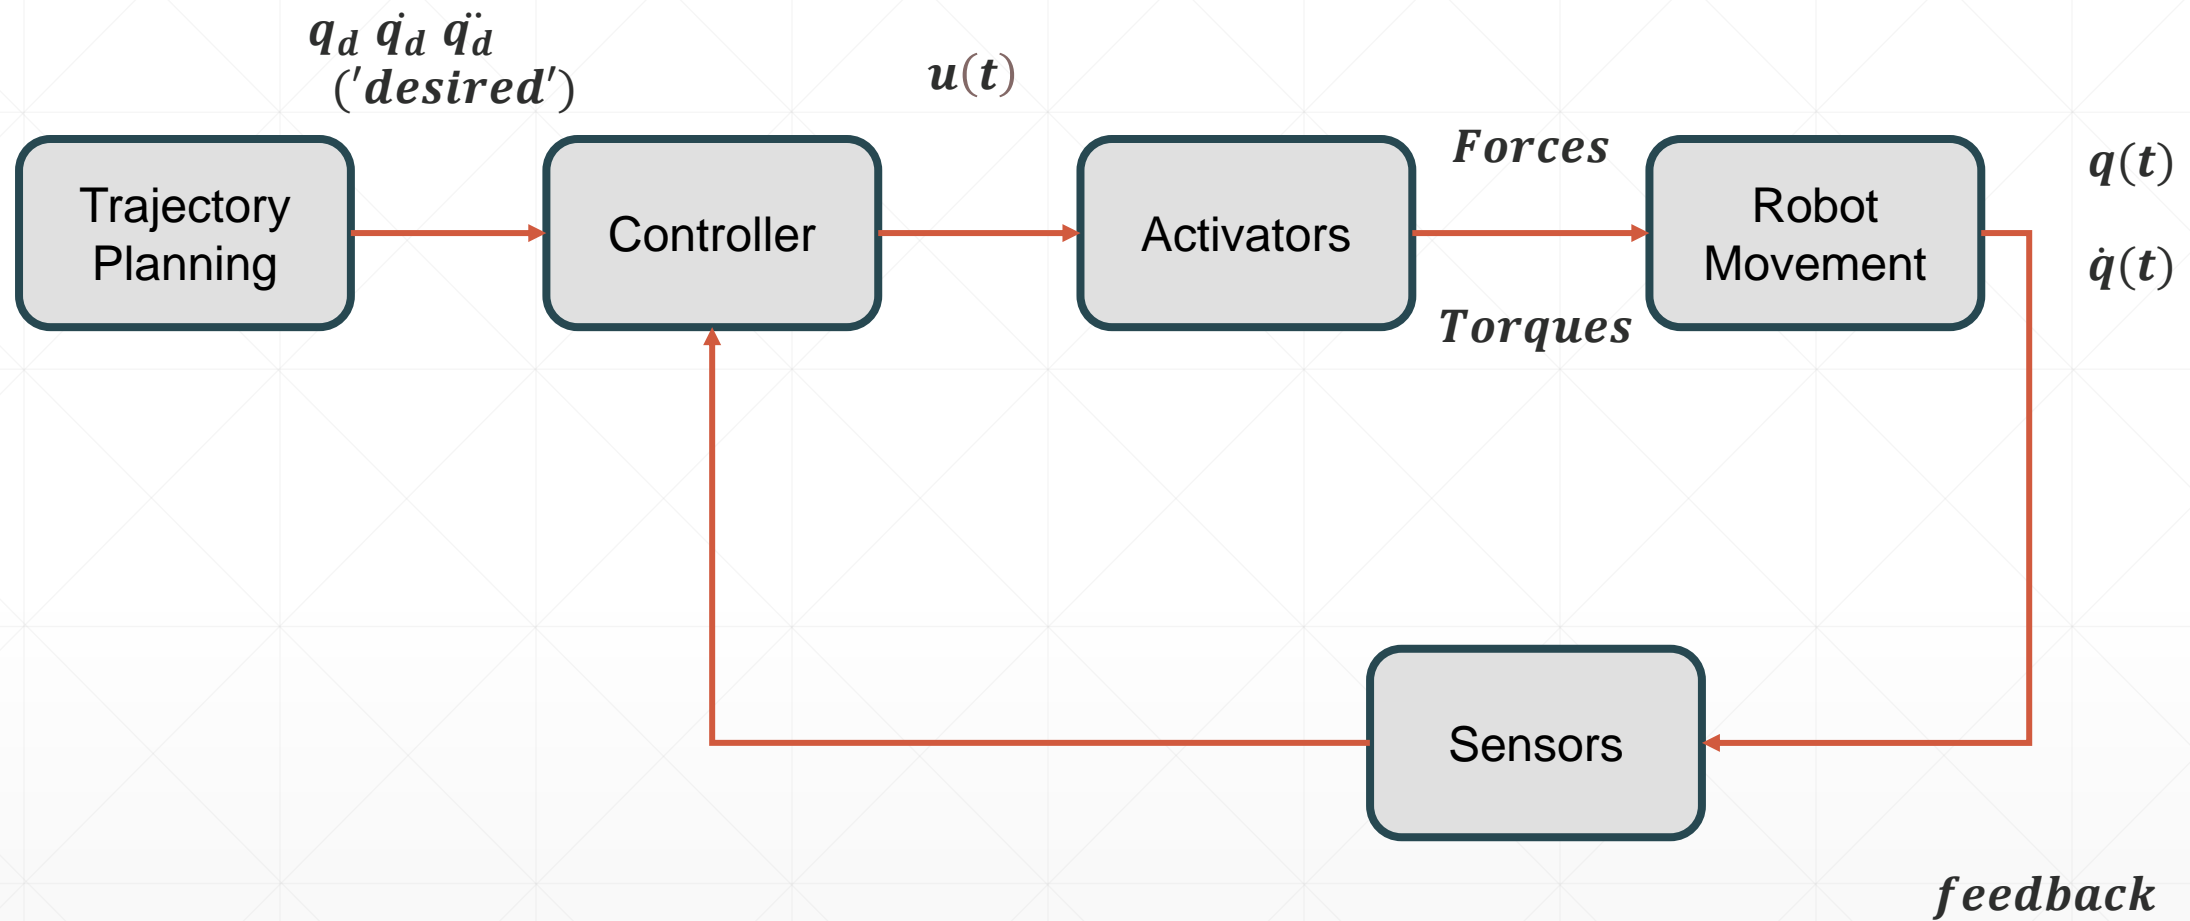 q_d q̇_d q̈_d
('desired')
u(t)
Trajectory
Planning
Controller
Activators
Forces
Torques
Robot
Movement
q(t)
q̇(t)
Sensors
feedback